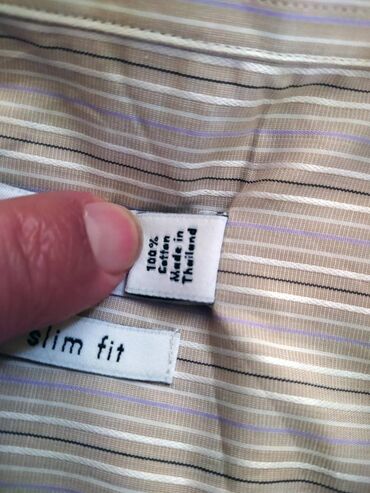 100%
Cotton
Made in
Thailand
slim fit